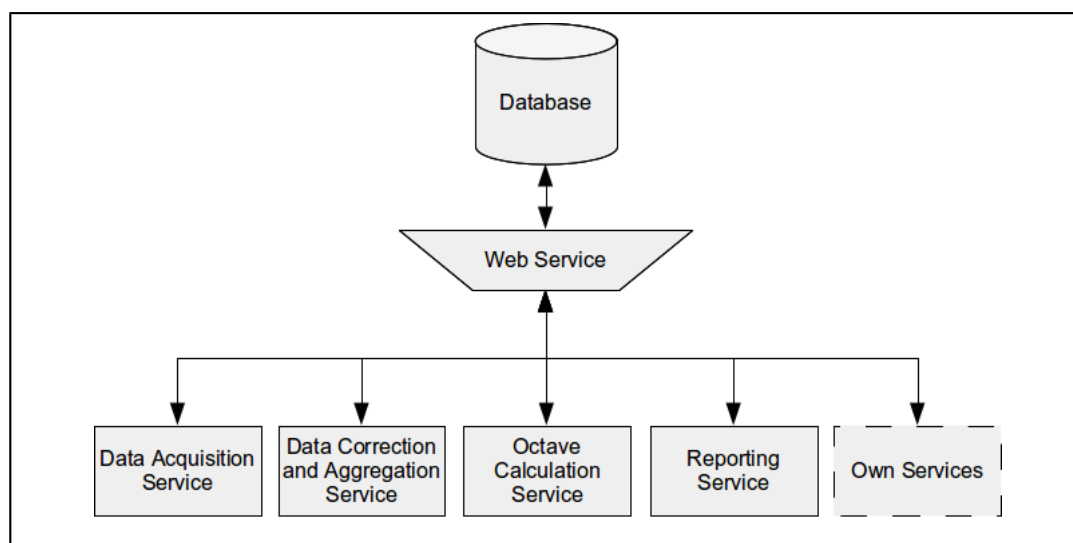 Database
Web Service
Data Acquisition
Service
Data Correction
and Aggregation
Service
Octave
Calculation
Service
Reporting
Service
Own Services